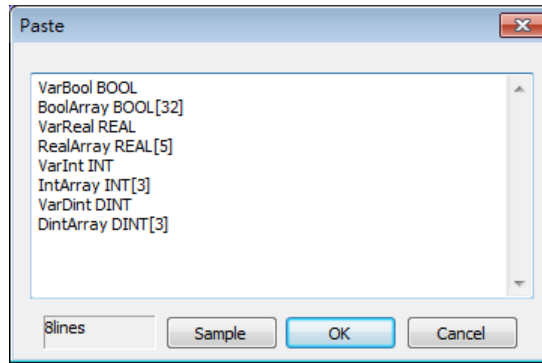 Paste
VarBool BOOL
BoolArray BOOL[32]
VarReal REAL
RealArray REAL[5]
VarInt INT
IntArray INT[3]
VarDint DINT
DintArray DINT[3]
8lines
Sample
OK
Cancel